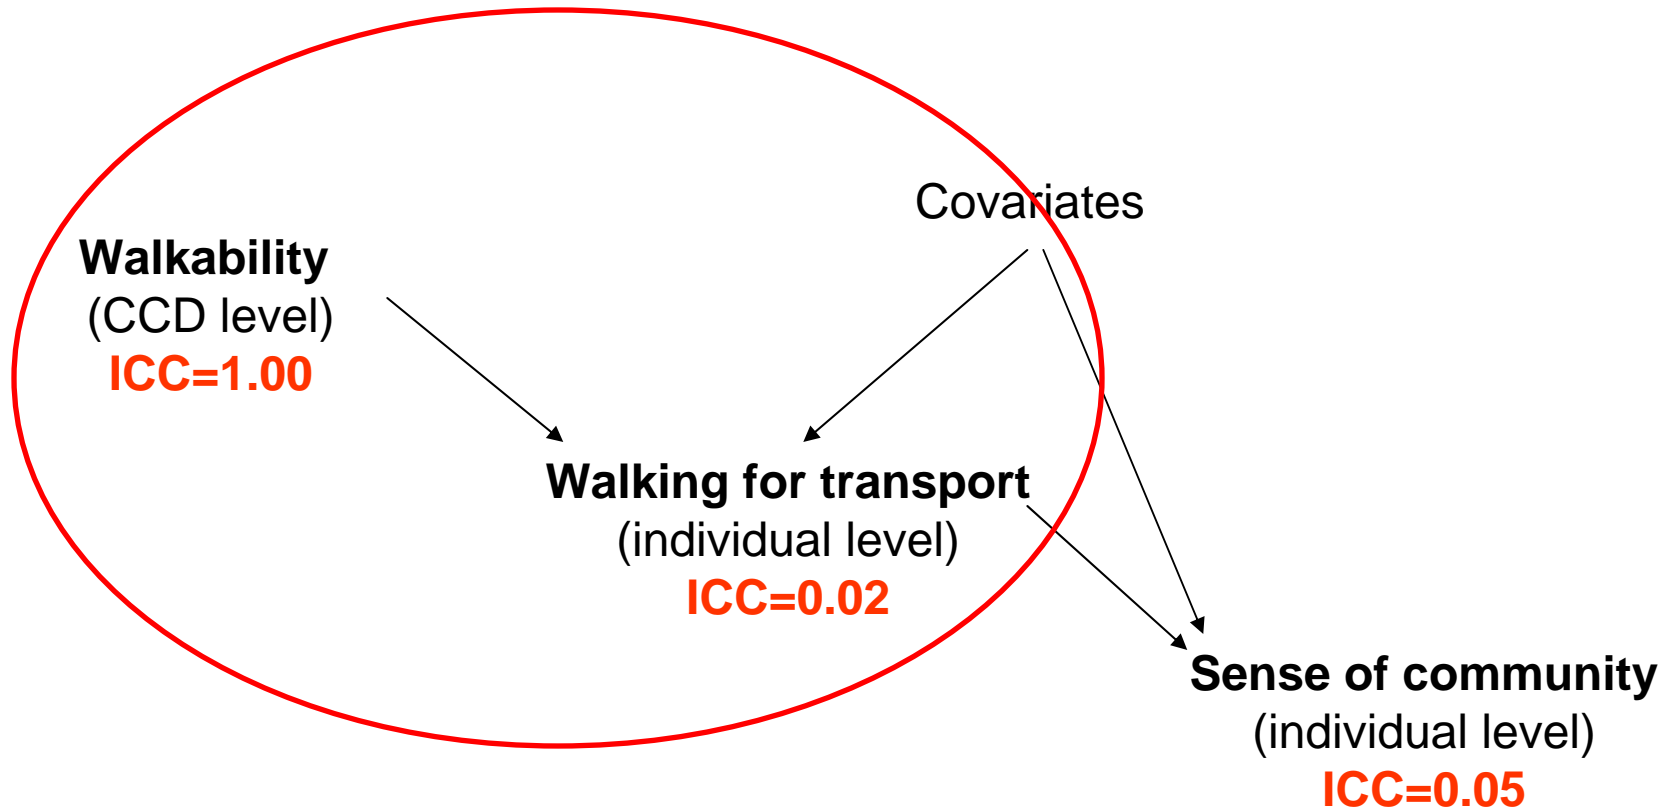 Covariates
Walkability
(CCD level)
ICC=1.00
Walking for transport
(individual level)
ICC=0.02
Sense of community
(individual level)
ICC=0.05